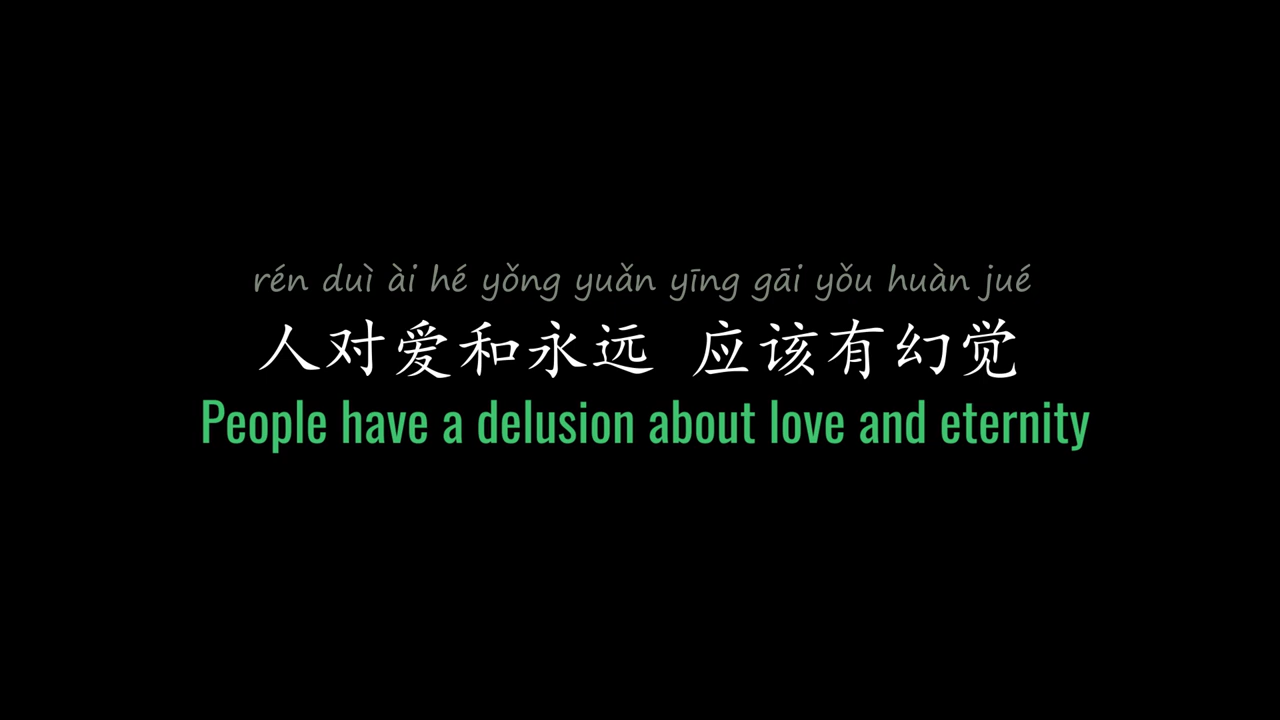 rén duì ài hé yǒng yuǎn yīng gāi yǒu huàn jué
人对爱和永远 应该有幻觉
People have a delusion about love and eternity